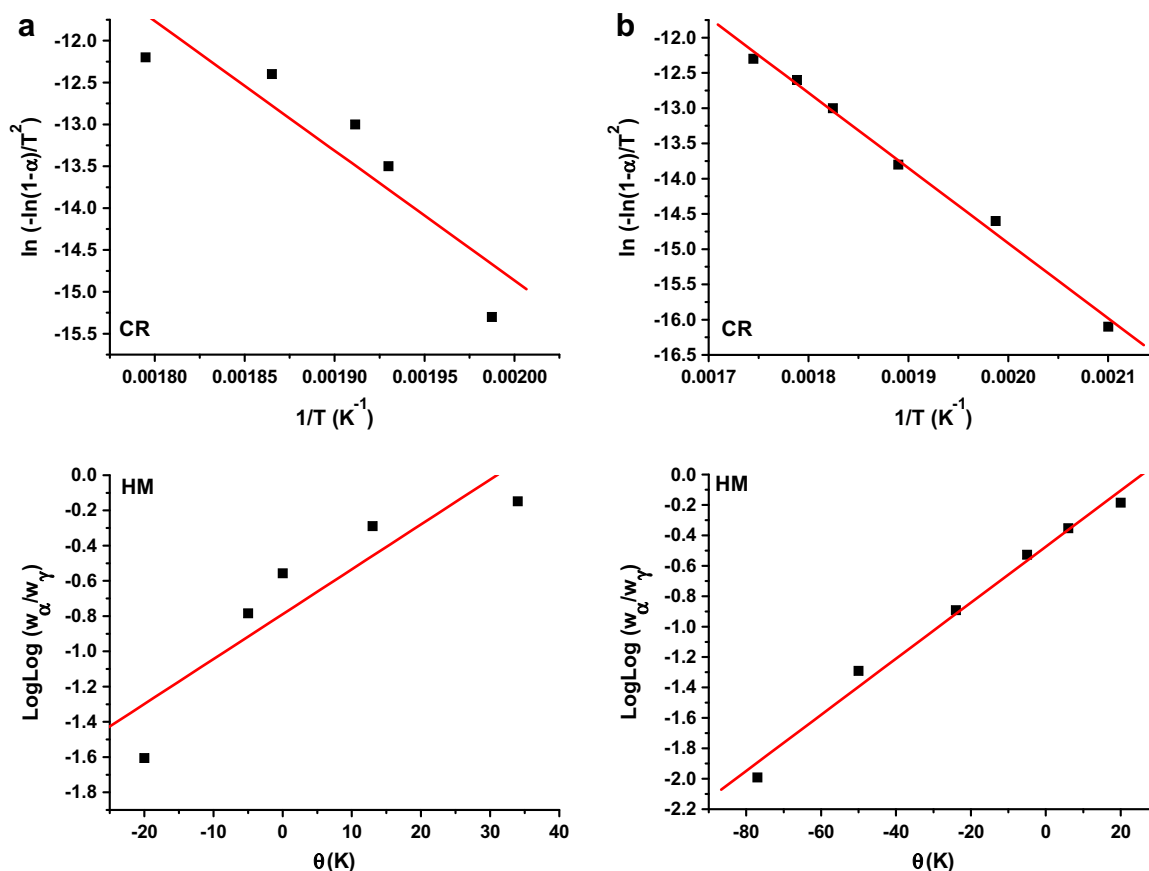 a
-12.0
-12.5
-13.0
-13.5
-14.0
-14.5
-15.0
-15.5
ln (-ln(1-α)/T²)
CR
0.00180 0.00185 0.00190 0.00195 0.00200
1/T (K⁻¹)
b
-12.0
-12.5
-13.0
-13.5
-14.0
-14.5
-15.0
-15.5
-16.0
-16.5
ln (-ln(1-α)/T²)
CR
0.0017 0.0018 0.0019 0.0020 0.0021
1/T (K⁻¹)
HM
0.0
-0.2
-0.4
-0.6
-0.8
-1.0
-1.2
-1.4
-1.6
-1.8
LogLog (wα/wγ)
-20 -10 0 10 20 30 40
θ(K)
HM
0.0
-0.2
-0.4
-0.6
-0.8
-1.0
-1.2
-1.4
-1.6
-1.8
-2.0
-2.2
LogLog (wα/wγ)
-80 -60 -40 -20 0 20
θ(K)